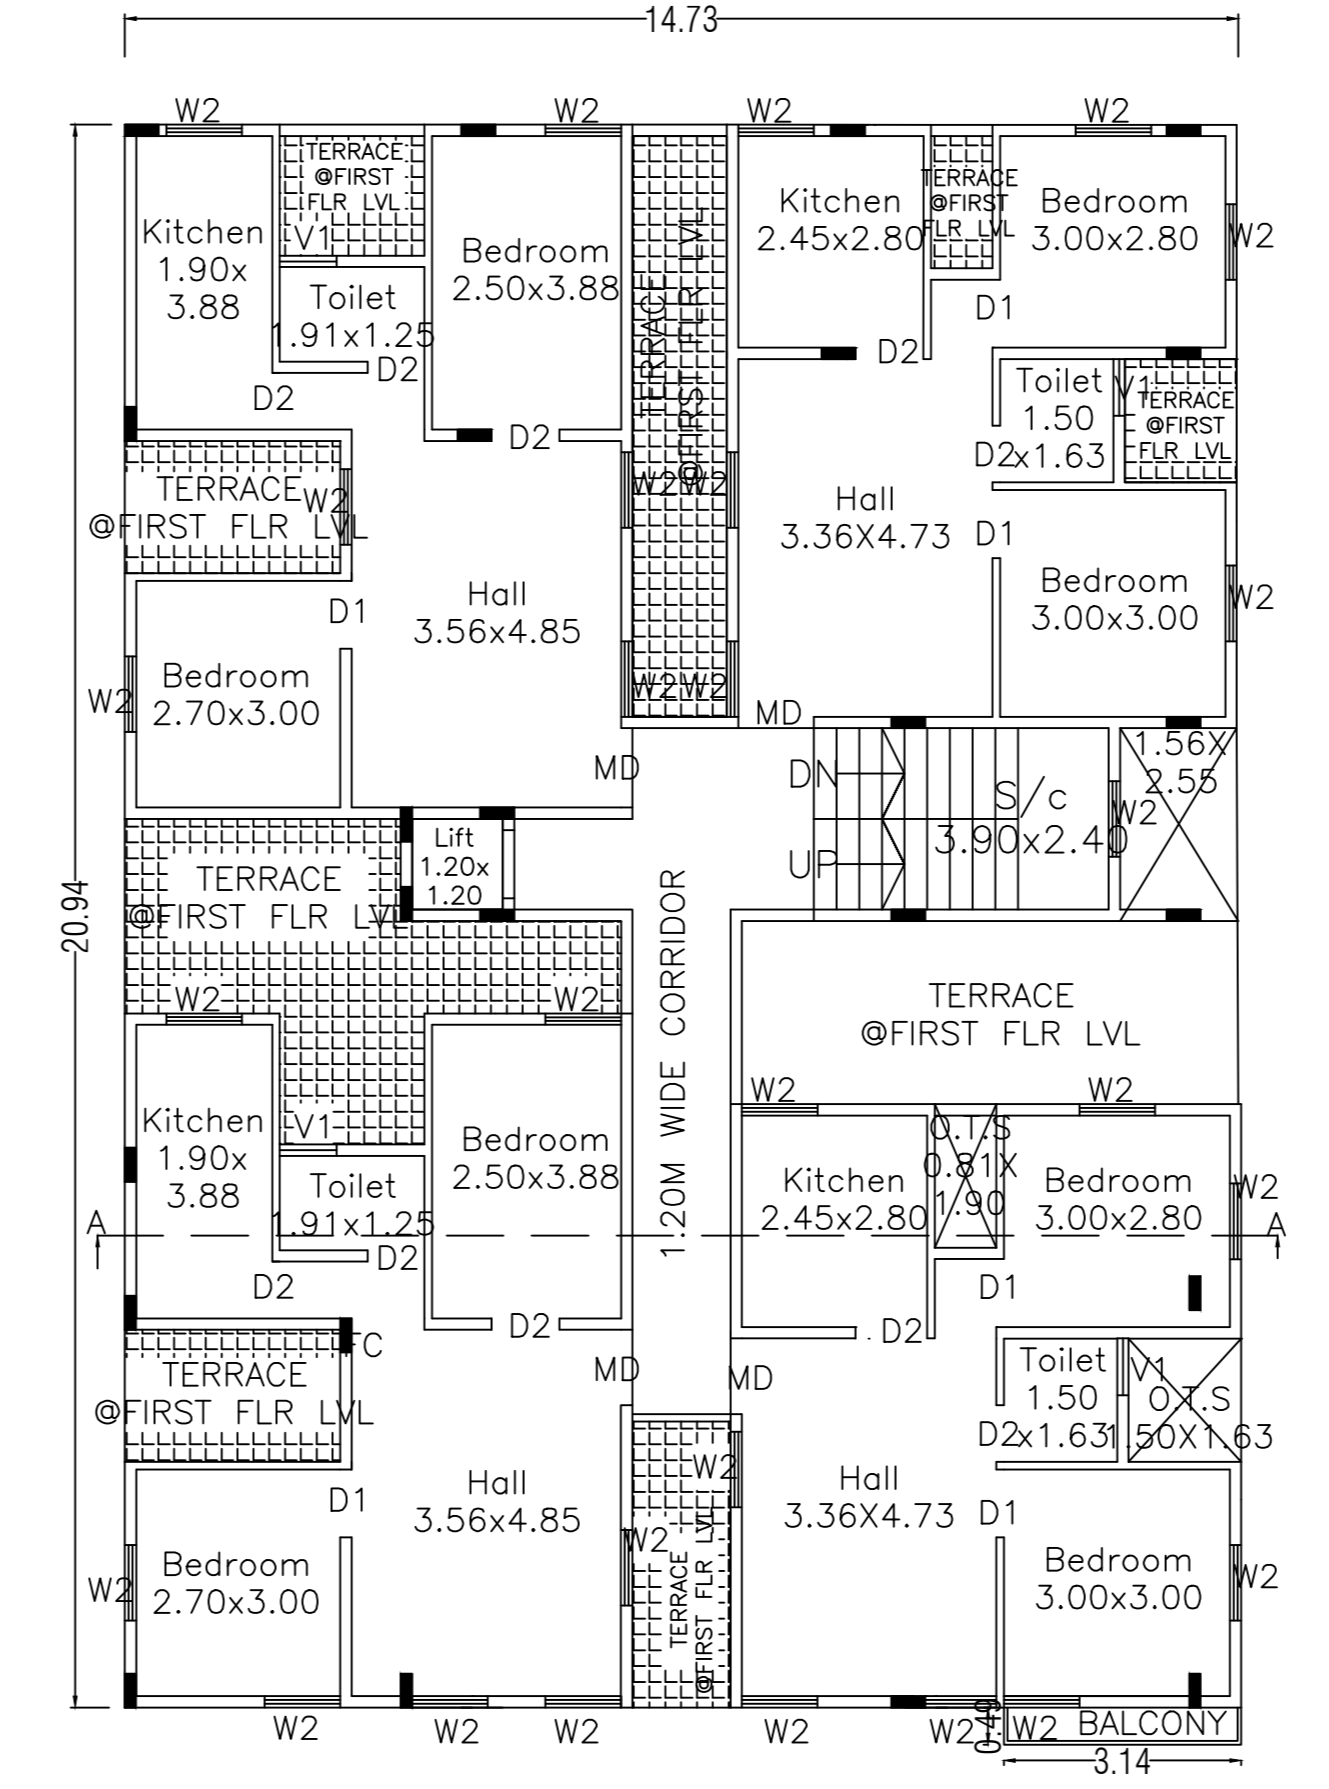 14.73
W2
W2
W2
W2
TERRACE
@FIRST
FLR LVL
V1
Kitchen
1.90x
3.88
Toilet
1.91x1.25
D2
D2
Bedroom
2.50x3.88
D2
TERRACE
@FIRST FLR LVL
Kitchen
2.45x2.80
TERRACE
@FIRST
FLR LVL
Bedroom
3.00x2.80
W2
D1
D2
Toilet
1.50
x1.63
D2
V1
TERRACE
@FIRST
FLR LVL
TERRACE
@FIRST FLR LVL
W2
W2
W2
Hall
3.36X4.73
D1
Bedroom
3.00x3.00
W2
Hall
3.56x4.85
D1
Bedroom
2.70x3.00
W2
W2
W2
MD
MD
DN
UP
S/c
3.90x2.40
W2
1.56X
2.55
Lift
1.20x
1.20
TERRACE
@FIRST FLR LVL
20.94
1.20M WIDE CORRIDOR
TERRACE
@FIRST FLR LVL
W2
W2
W2
W2
V1
Kitchen
1.90x
3.88
Toilet
1.91x1.25
D2
D2
Bedroom
2.50x3.88
D2
O.T.S
0.81X
1.90
Kitchen
2.45x2.80
Bedroom
3.00x2.80
W2
A
A
D1
D2
FC
TERRACE
@FIRST FLR LVL
MD
MD
Toilet
1.50
x1.63
D2
V1
O.T.S
1.50X1.63
W2
Hall
3.56x4.85
D1
Bedroom
2.70x3.00
W2
W2
TERRACE
@FIRST FLR LVL
Hall
3.36X4.73
D1
Bedroom
3.00x3.00
W2
W2
W2
W2
W2
W2
0.49
W2
BALCONY
3.14